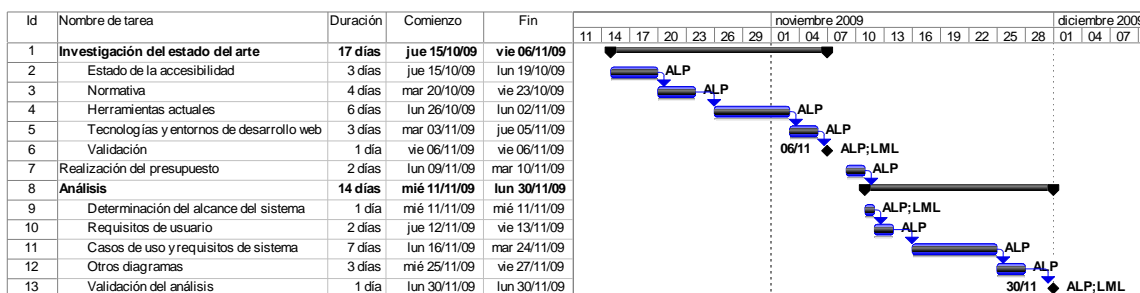 Id Nombre de tarea Duración Comienzo Fin noviembre 2009 diciembre 2009
11 14 17 20 23 26 29 01 04 07 10 13 16 19 22 25 28 01 04 07
1 Investigación del estado del arte 17 días jue 15/10/09 vie 06/11/09
2 Estado de la accesibilidad 3 días jue 15/10/09 lun 19/10/09 ALP
3 Normativa 4 días mar 20/10/09 vie 23/10/09 ALP
4 Herramientas actuales 6 días lun 26/10/09 lun 02/11/09 ALP
5 Tecnologías y entornos de desarrollo web 3 días mar 03/11/09 jue 05/11/09 ALP
6 Validación 1 día vie 06/11/09 vie 06/11/09 06/11 ALP;LML
7 Realización del presupuesto 2 días lun 09/11/09 mar 10/11/09 ALP
8 Análisis 14 días mié 11/11/09 lun 30/11/09
9 Determinación del alcance del sistema 1 día mié 11/11/09 mié 11/11/09 ALP;LML
10 Requisitos de usuario 2 días jue 12/11/09 vie 13/11/09 ALP
11 Casos de uso y requisitos de sistema 7 días lun 16/11/09 mar 24/11/09 ALP
12 Otros diagramas 3 días mié 25/11/09 vie 27/11/09 ALP
13 Validación del análisis 1 día lun 30/11/09 lun 30/11/09 30/11 ALP;LML